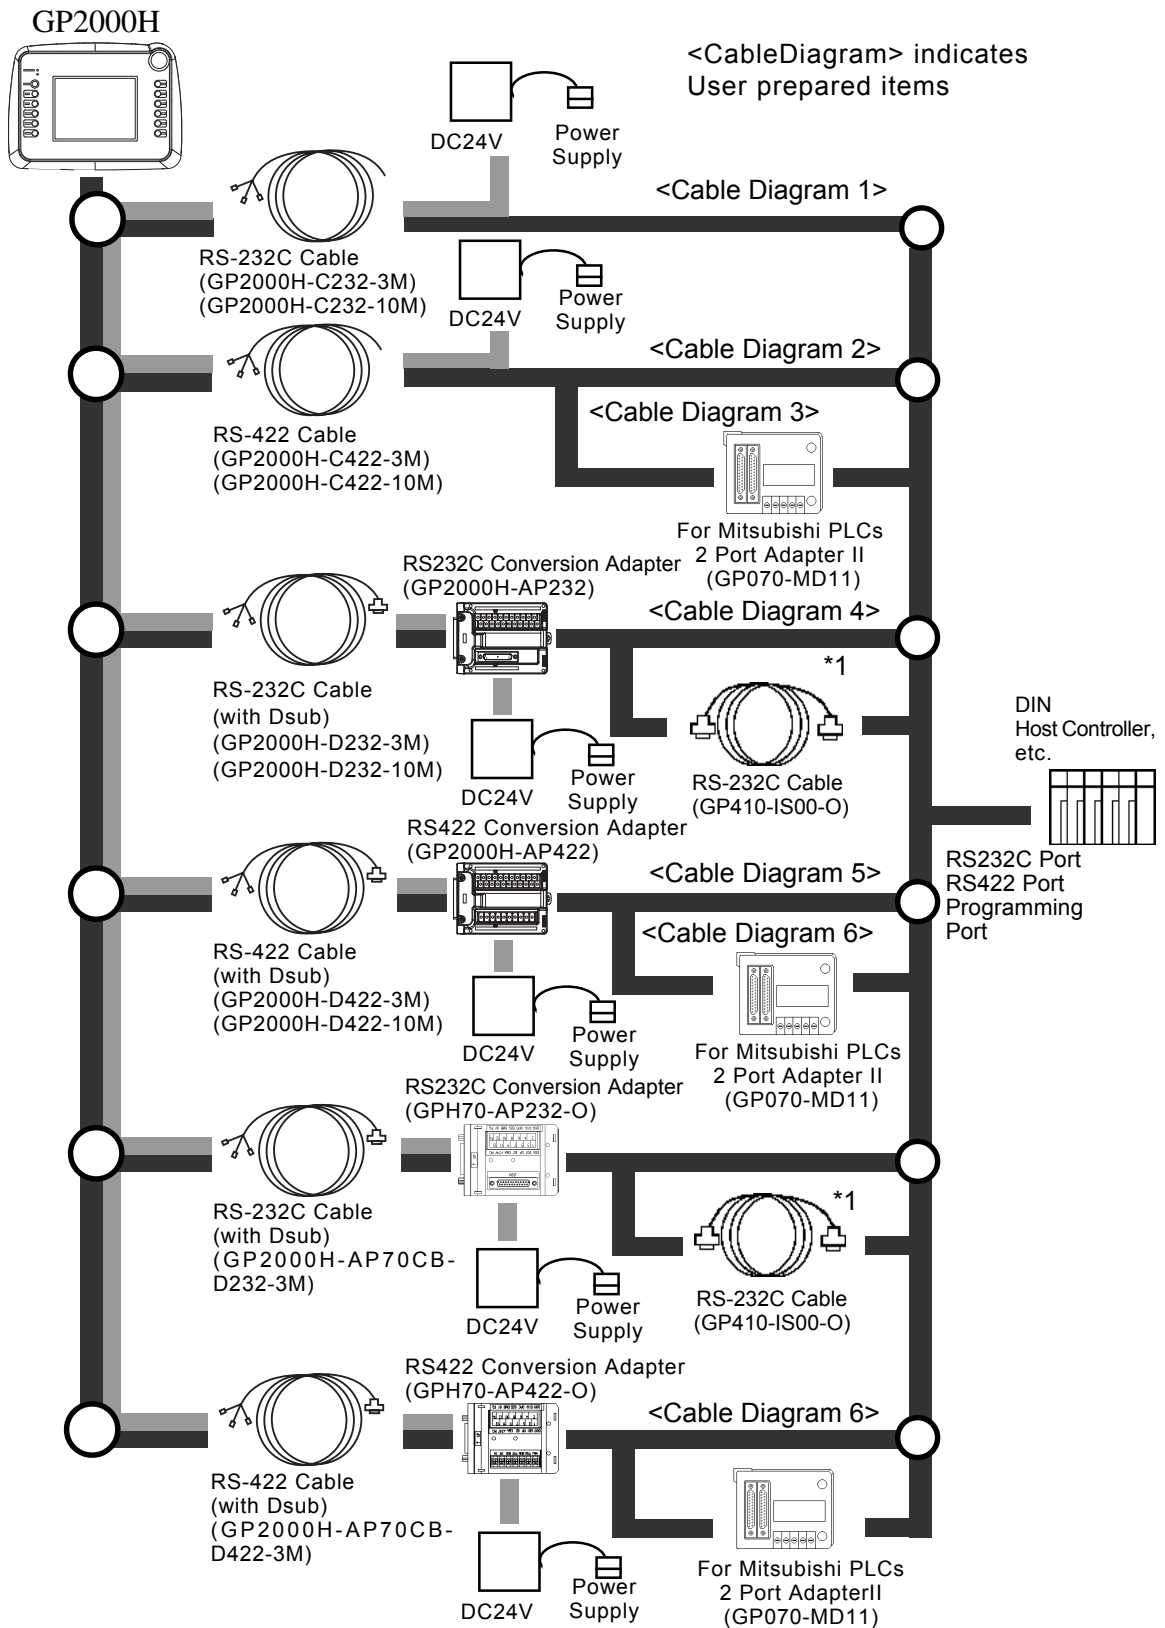 GP2000H
<CableDiagram> indicates
User prepared items
DC24V
Power
Supply
<Cable Diagram 1>
RS-232C Cable
(GP2000H-C232-3M)
(GP2000H-C232-10M)
DC24V
Power
Supply
<Cable Diagram 2>
<Cable Diagram 3>
RS-422 Cable
(GP2000H-C422-3M)
(GP2000H-C422-10M)
For Mitsubishi PLCs
2 Port Adapter II
(GP070-MD11)
RS232C Conversion Adapter
(GP2000H-AP232)
<Cable Diagram 4>
*1
RS-232C Cable
(with Dsub)
(GP2000H-D232-3M)
(GP2000H-D232-10M)
DC24V
Power
Supply
RS-232C Cable
(GP410-IS00-O)
DIN
Host Controller,
etc.
RS232C Port
RS422 Port
Programming
Port
RS422 Conversion Adapter
(GP2000H-AP422)
<Cable Diagram 5>
<Cable Diagram 6>
RS-422 Cable
(with Dsub)
(GP2000H-D422-3M)
(GP2000H-D422-10M)
DC24V
Power
Supply
For Mitsubishi PLCs
2 Port Adapter II
(GP070-MD11)
RS232C Conversion Adapter
(GPH70-AP232-O)
*1
RS-232C Cable
(with Dsub)
(GP2000H-AP70CB-
D232-3M)
DC24V
Power
Supply
RS-232C Cable
(GP410-IS00-O)
RS422 Conversion Adapter
(GPH70-AP422-O)
<Cable Diagram 6>
RS-422 Cable
(with Dsub)
(GP2000H-AP70CB-
D422-3M)
DC24V
Power
Supply
For Mitsubishi PLCs
2 Port AdapterII
(GP070-MD11)